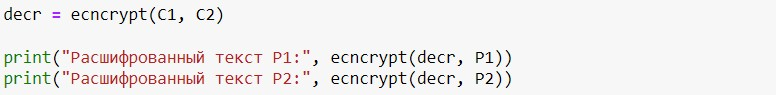 decr = ecncrypt(C1, C2)
print("Расшифрованный текст P1:", ecncrypt(decr, P1))
print("Расшифрованный текст P2:", ecncrypt(decr, P2))